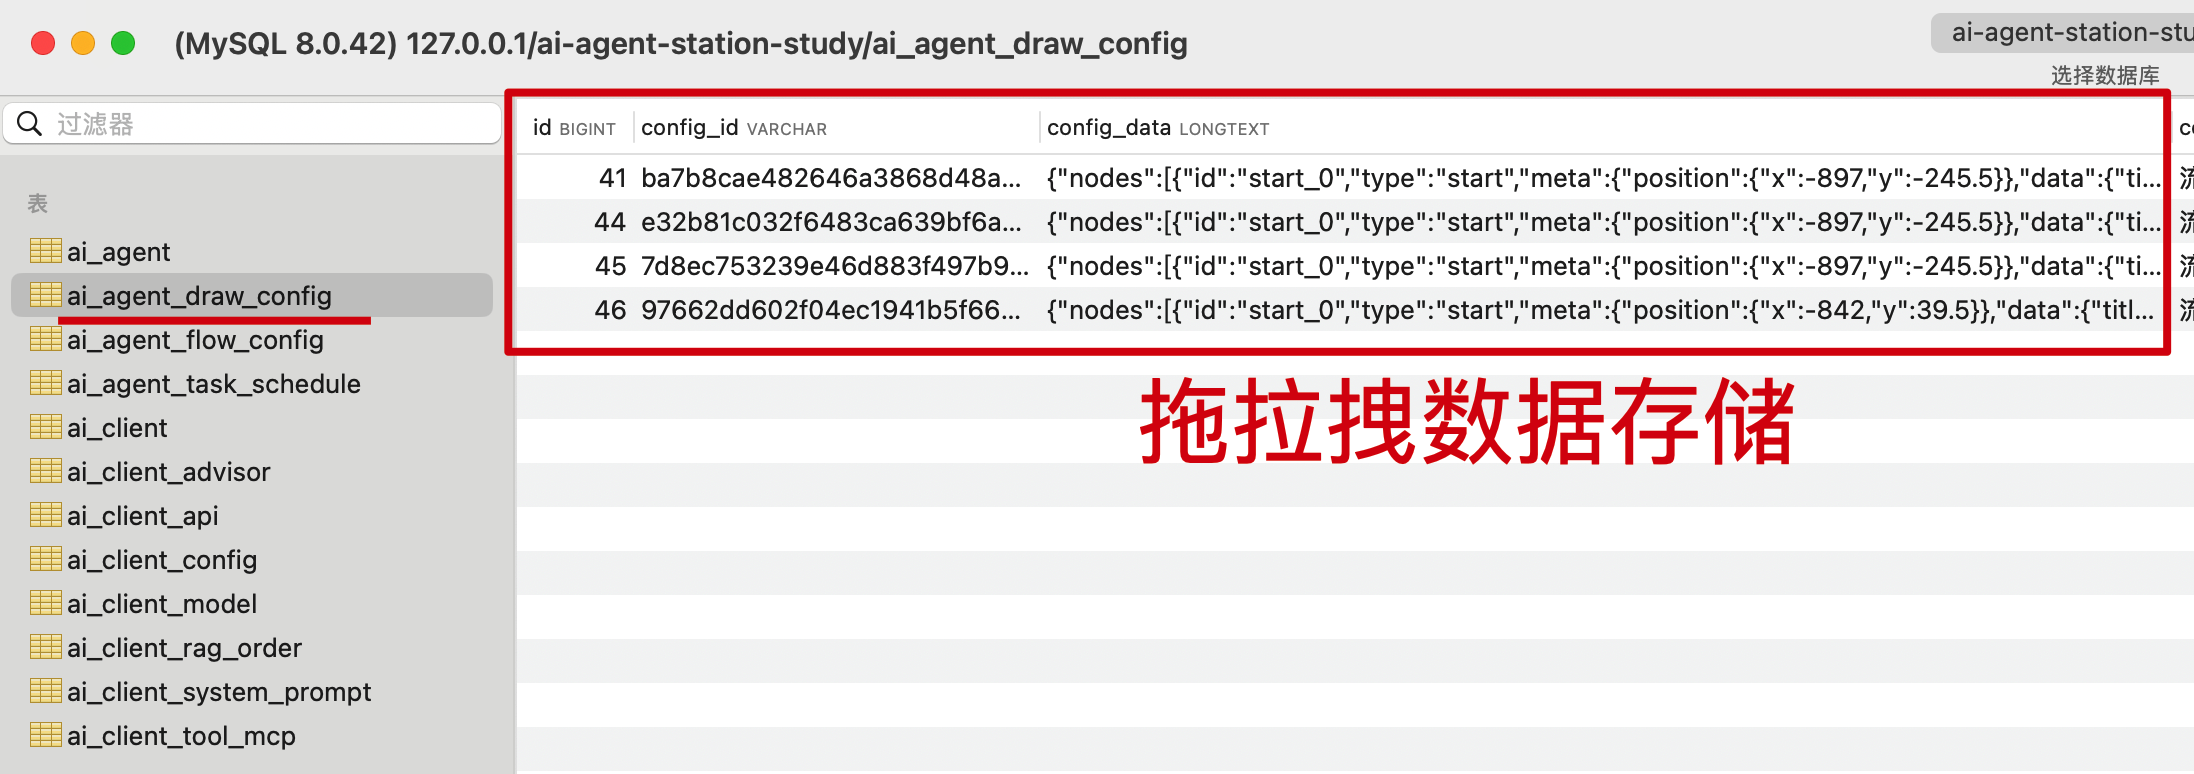 (MySQL 8.0.42) 127.0.0.1/ai-agent-station-study/ai_agent_draw_config
ai-agent-station-stu
选择数据库
过滤器
表
ai_agent
ai_agent_draw_config
ai_agent_flow_config
ai_agent_task_schedule
ai_client
ai_client_advisor
ai_client_api
ai_client_config
ai_client_model
ai_client_rag_order
ai_client_system_prompt
ai_client_tool_mcp
id BIGINT config_id VARCHAR config_data LONGTEXT
41 ba7b8cae482646a3868d48a... {"nodes":[{"id":"start_0","type":"start","meta":{"position":{"x":-897,"y":-245.5}},"data":{"ti...
44 e32b81c032f6483ca639bf6a... {"nodes":[{"id":"start_0","type":"start","meta":{"position":{"x":-897,"y":-245.5}},"data":{"ti...
45 7d8ec753239e46d883f497b9... {"nodes":[{"id":"start_0","type":"start","meta":{"position":{"x":-897,"y":-245.5}},"data":{"ti...
46 97662dd602f04ec1941b5f66... {"nodes":[{"id":"start_0","type":"start","meta":{"position":{"x":-842,"y":39.5}},"data":{"titl...
拖拉拽数据存储